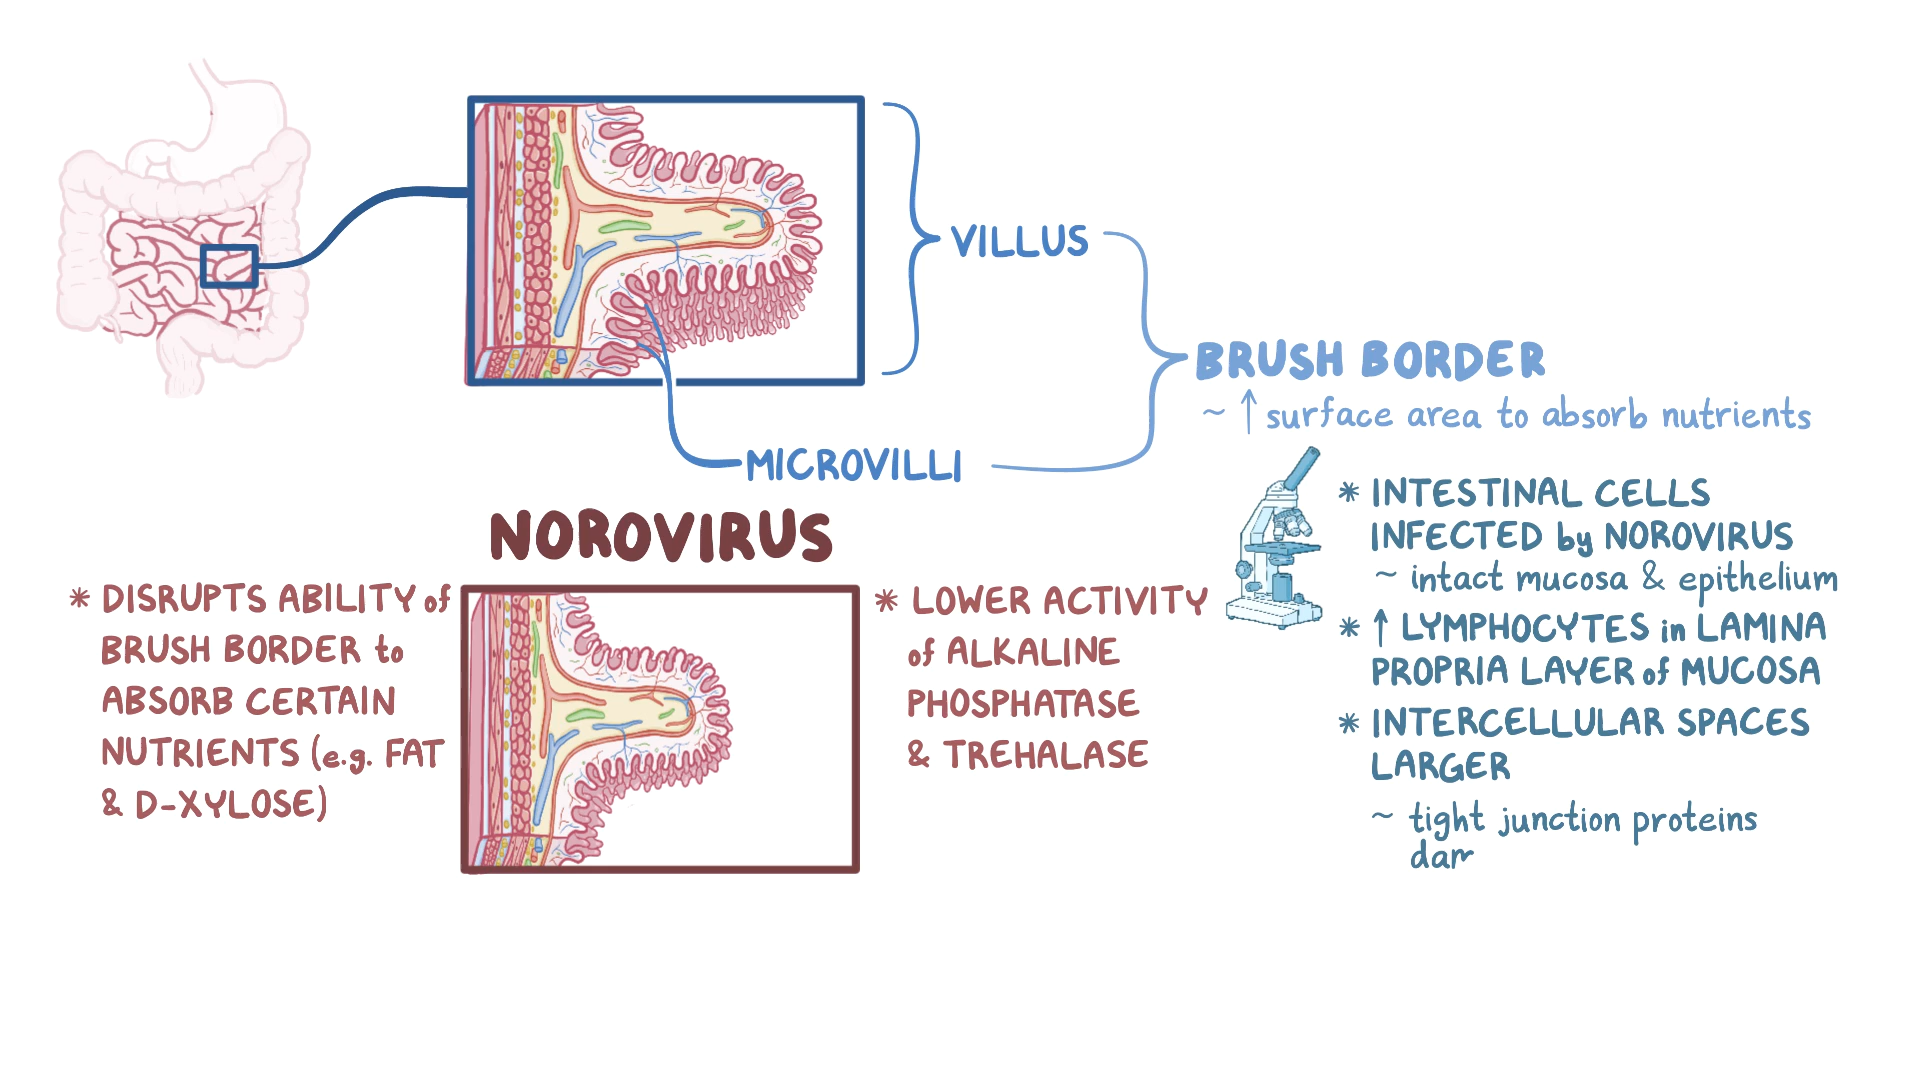 VILLUS
BRUSH BORDER
~ ↑ surface area to absorb nutrients
MICROVILLI
NOROVIRUS
* DISRUPTS ABILITY of
BRUSH BORDER to
ABSORB CERTAIN
NUTRIENTS (e.g. FAT
& D-XYLOSE)
* LOWER ACTIVITY
of ALKALINE
PHOSPHATASE
& TREHALASE
* INTESTINAL CELLS
INFECTED by NOROVIRUS
~ intact mucosa & epithelium
* ↑ LYMPHOCYTES in LAMINA
PROPRIA LAYER of MUCOSA
* INTERCELLULAR SPACES
LARGER
~ tight junction proteins